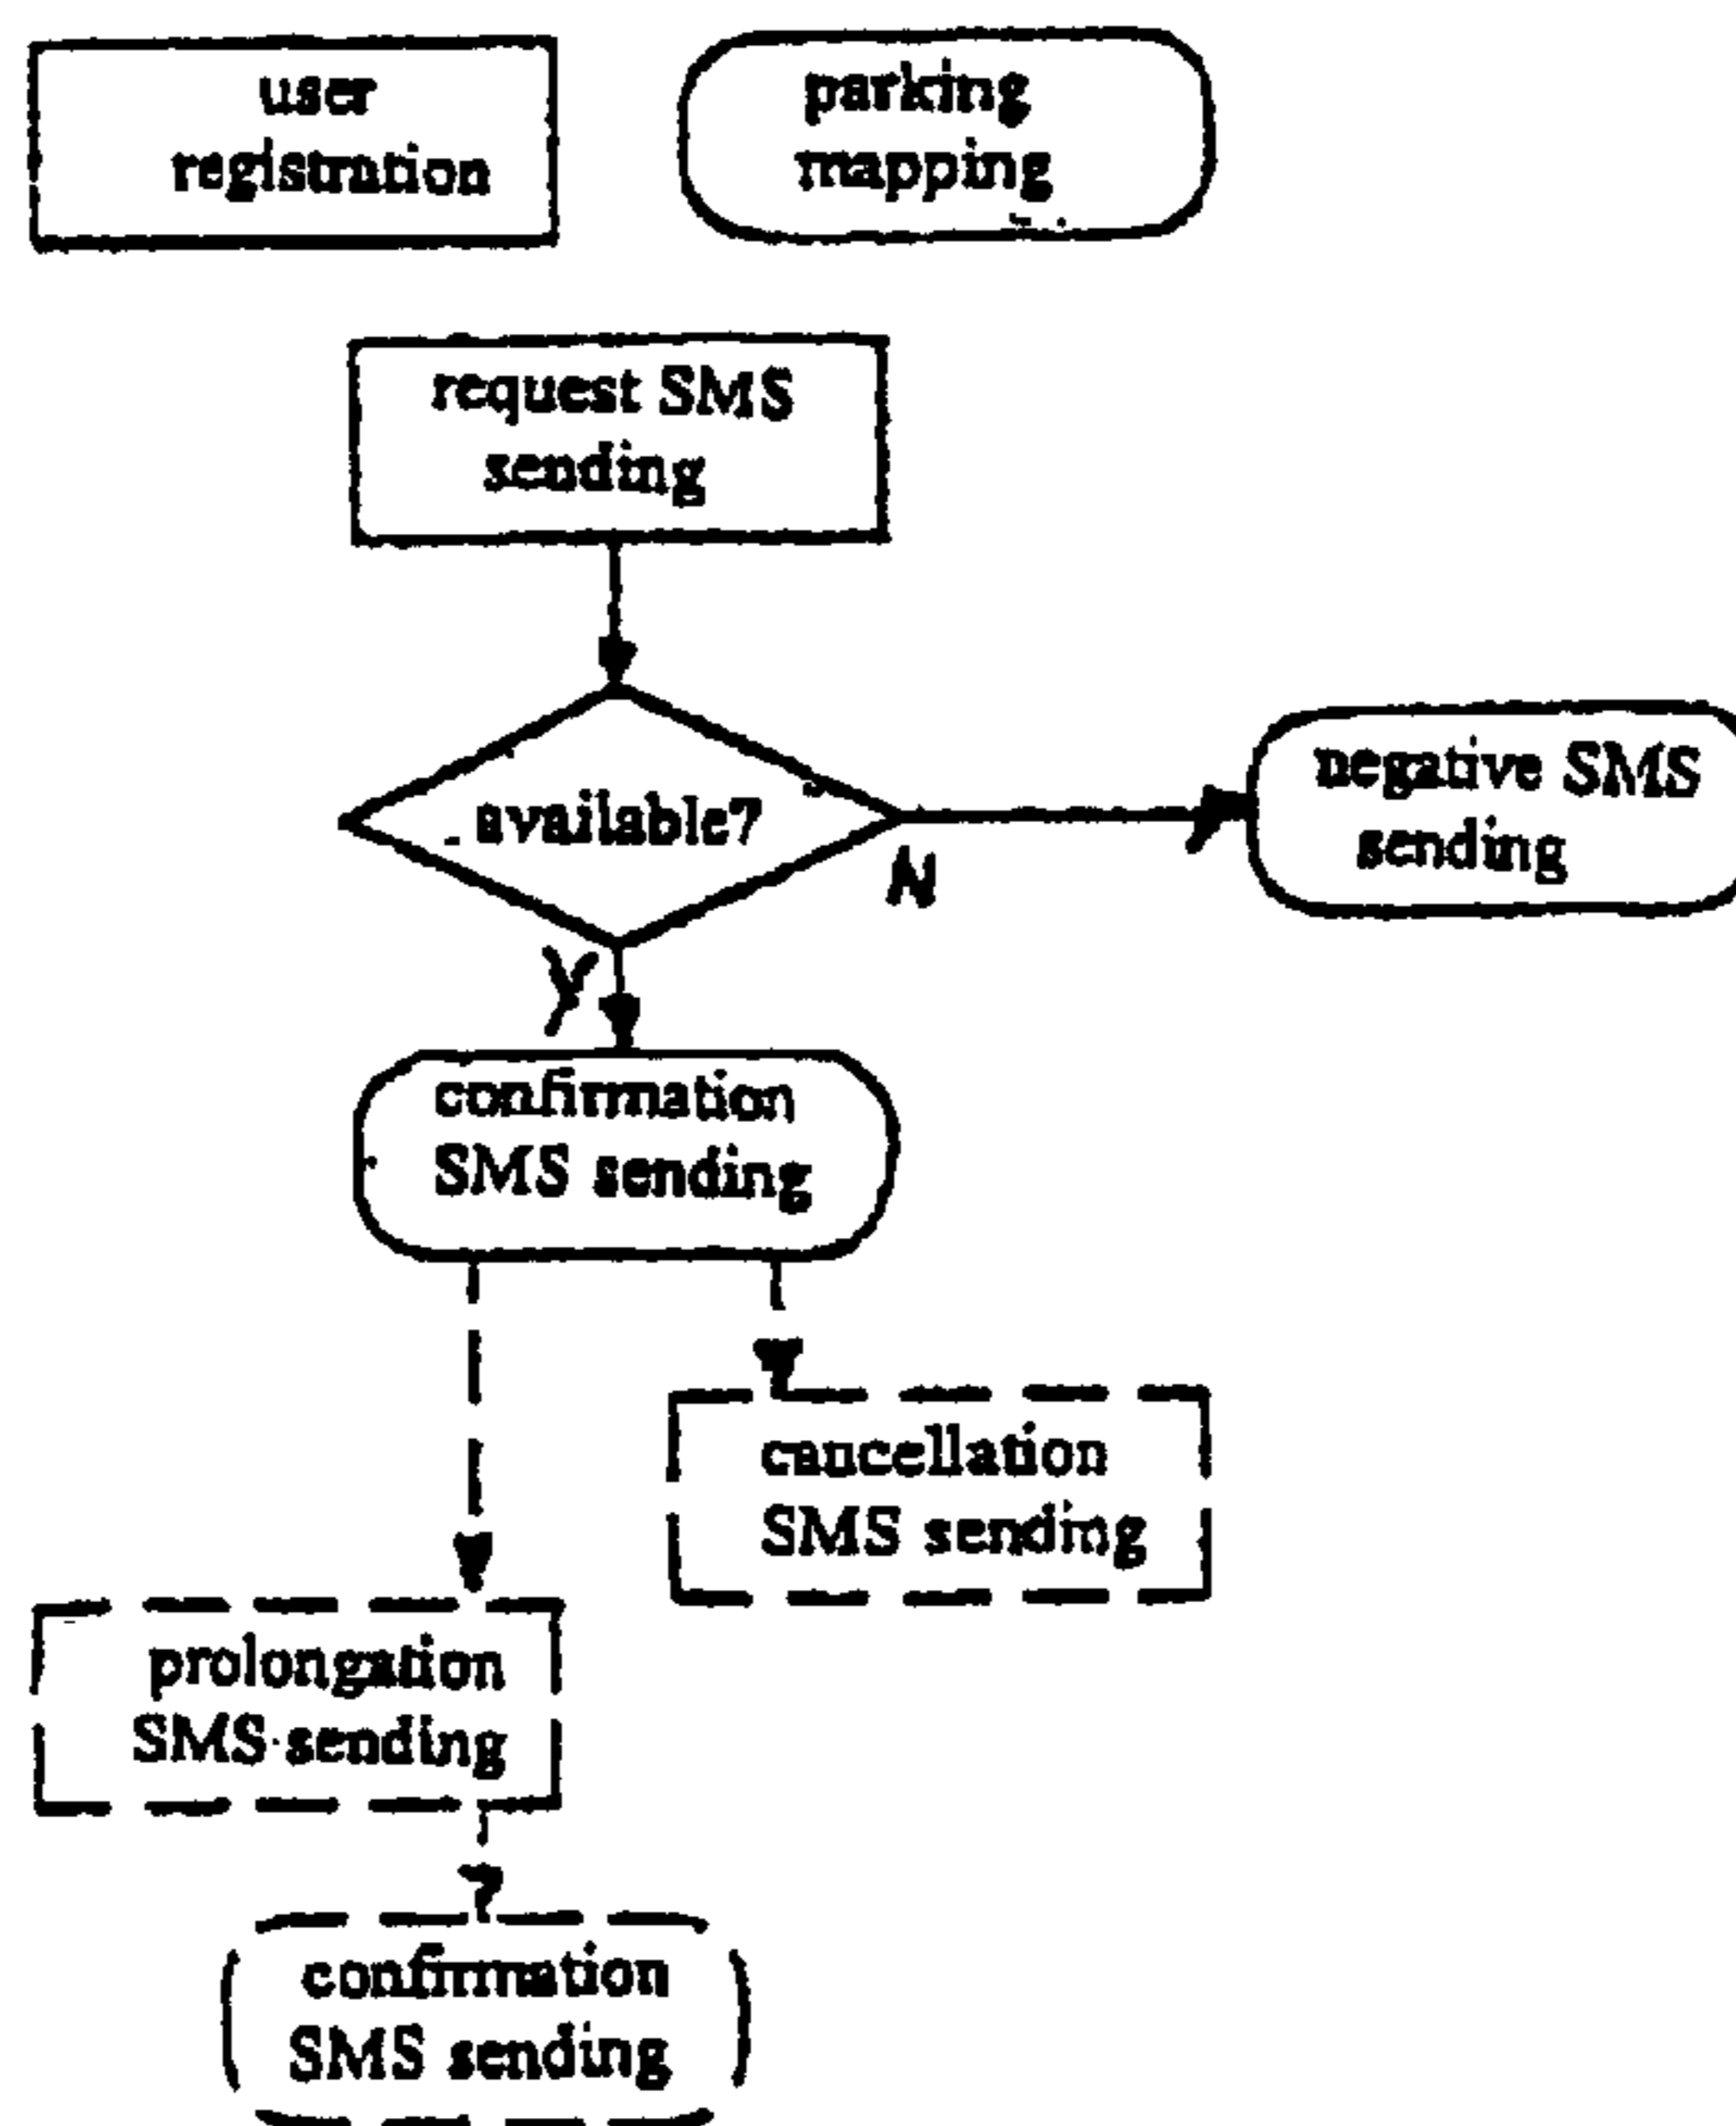 user
registration
parking
mapping
request SMS
sending
available?
N
negative SMS
sending
Y
confirmation
SMS sending
cancellation
SMS sending
prolongation
SMS sending
confirmation
SMS sending